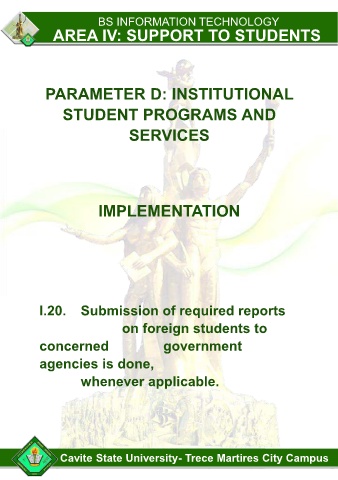 BS INFORMATION TECHNOLOGY
AREA IV: SUPPORT TO STUDENTS
PARAMETER D: INSTITUTIONAL
STUDENT PROGRAMS AND
SERVICES
IMPLEMENTATION
I.20. Submission of required reports
on foreign students to
concerned government
agencies is done,
whenever applicable.
Cavite State University- Trece Martires City Campus